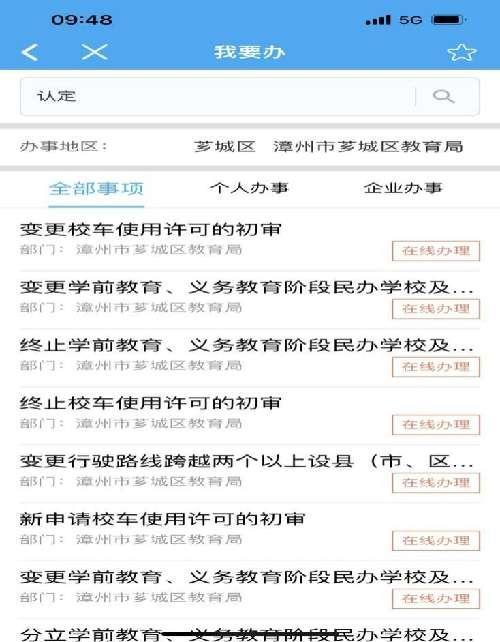 09:48
5G
我要办
认定
办事地区：
芗城区 漳州市芗城区教育局
全部事项 个人办事 企业办事
变更校车使用许可的初审
部门：漳州市芗城区教育局
在线办理
变更学前教育、义务教育阶段民办学校及...
部门：漳州市芗城区教育局
在线办理
终止学前教育、义务教育阶段民办学校及...
部门：漳州市芗城区教育局
在线办理
终止校车使用许可的初审
部门：漳州市芗城区教育局
在线办理
变更行驶路线跨越两个以上设县（市、区...
部门：漳州市芗城区教育局
在线办理
新申请校车使用许可的初审
部门：漳州市芗城区教育局
在线办理
变更学前教育、义务教育阶段民办学校及...
部门：漳州市芗城区教育局
在线办理
分立学前教育、义务教育阶段民办学校及...